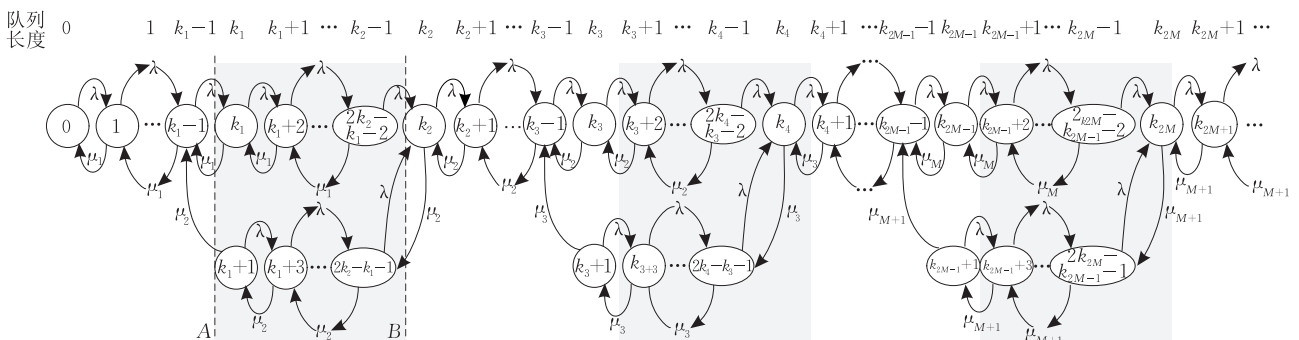 队列 0 1 k₁−1 k₁ k₁+1 ⋯ k₂−1 k₂ k₂+1 ⋯ k₃−1 k₃ k₃+1 ⋯ k₄−1 k₄ k₄+1 ⋯ k₂M−1−1 k₂M−1 k₂M−1+1 ⋯ k₂M−1 k₂M k₂M+1 ⋯
长度
λ λ λ ⋯ λ λ
λ λ λ λ λ λ λ λ λ λ λ λ λ λ λ λ
0 1 ⋯ k₁−1 k₁ k₁+2 ⋯ 2k₂−k₁−2 k₂ k₂+1 ⋯ k₃−1 k₃ k₃+2 ⋯ 2k₄−k₃−2 k₄ k₄+1 ⋯ k₂M−1−1 k₂M−1 k₂M−1+2 ⋯ 2k2M−k₂M−1−2 k₂M k₂M+1 ⋯
μ₁ μ₁ μ₁ μ₂ μ₂ μ₂ μ₃ μM μM μM+1
μ₁ μ₁ μ₂ μ₂ ⋯ μM μM+1
μ₂ λ μ₂ μ₃ λ μ₃ μM+1 λ μM+1
λ λ λ
λ λ
k₁+1 k₁+3 ⋯ 2k₂−k₁−1 k₃+1 k₃₊₃ ⋯ 2k₄−k₃−1 k₂M−1+1 k₂M−1+3 ⋯ 2k₂M−k₂M−1−1
μ₂ μ₃ μM+1
A μ₂ B μ₃ μM+1